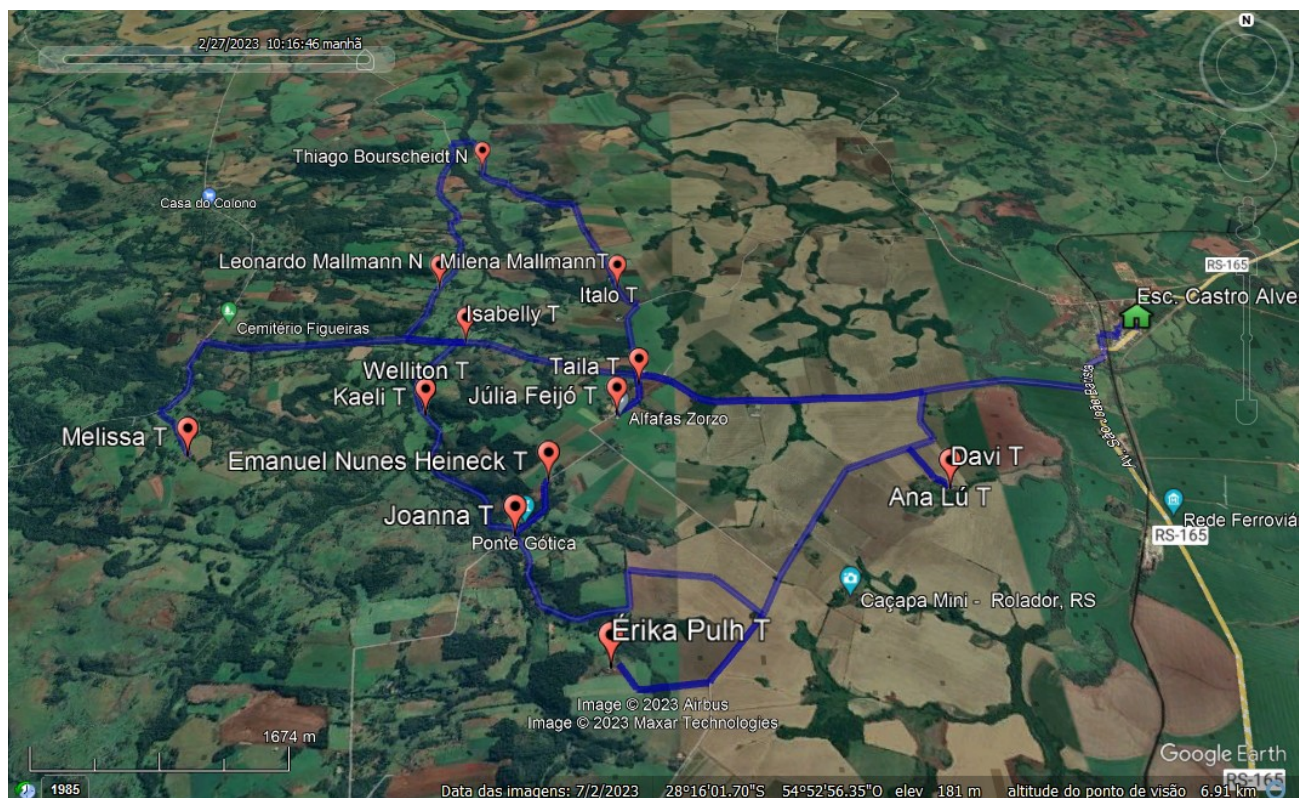 2/27/2023 10:16:46 manhã
N
Thiago Bourscheidt N
Casa do Colono
Leonardo Mallmann N
Milena MallmannT
RS-165
Italo T
Esc. Castro Alve
Isabelly T
Cemitério Figueiras
Welliton T
Taila T
Kaeli T
Júlia Feijó T
Alfafas Zorzo
Melissa T
Emanuel Nunes Heineck T
Davi T
Ana Lú T
Joanna T
Ponte Gótica
Rede Ferroviá
RS-165
Caçapa Mini - Rolador, RS
Érika Pulh T
Image © 2023 Airbus
Image © 2023 Maxar Technologies
1674 m
Google Earth
RS-165
1985
Data das imagens: 7/2/2023 28°16'01.70"S 54°52'56.35"O elev 181 m altitude do ponto de visão 6.91 km